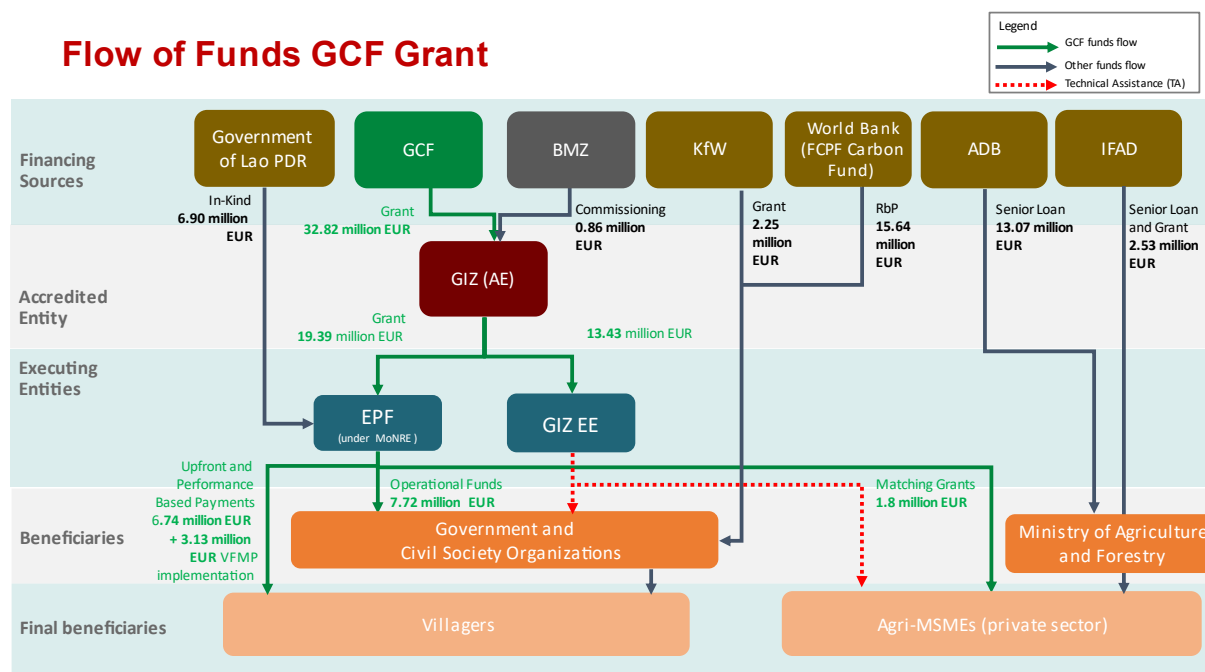 Flow of Funds GCF Grant
Legend
GCF funds flow
Other funds flow
Technical Assistance (TA)
Financing
Sources
Government
of Lao PDR
GCF
BMZ
KfW
World Bank
(FCPF Carbon
Fund)
ADB
IFAD
In-Kind
6.90 million
EUR
Grant
32.82 million EUR
Commissioning
0.86 million
EUR
Grant
2.25
million
EUR
RbP
15.64
million
EUR
Senior Loan
13.07 million
EUR
Senior Loan
and Grant
2.53 million
EUR
Accredited
Entity
GIZ (AE)
Grant
19.39 million EUR
13.43 million EUR
Executing
Entities
EPF
(under MoNRE )
GIZ EE
Upfront and
Performance
Based Payments
6.74 million EUR
+ 3.13 million
EUR VFMP
implementation
Operational Funds
7.72 million EUR
Matching Grants
1.8 million EUR
Beneficiaries
Government and
Civil Society Organizations
Ministry of Agriculture
and Forestry
Final beneficiaries
Villagers
Agri-MSMEs (private sector)